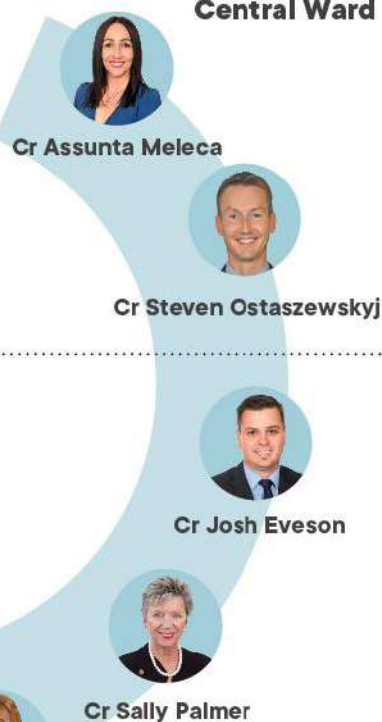 Central Ward
Cr Assunta Meleca
Cr Steven Ostaszewskyj
Cr Josh Eveson
Cr Sally Palmer